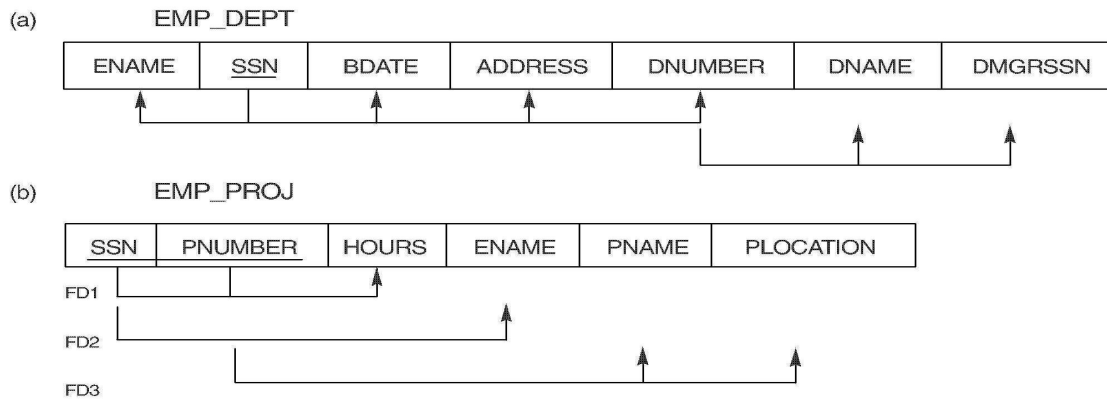 (a) EMP_DEPT
ENAME SSN BDATE ADDRESS DNUMBER DNAME DMGRSSN
(b) EMP_PROJ
SSN PNUMBER HOURS ENAME PNAME PLOCATION
FD1
FD2
FD3